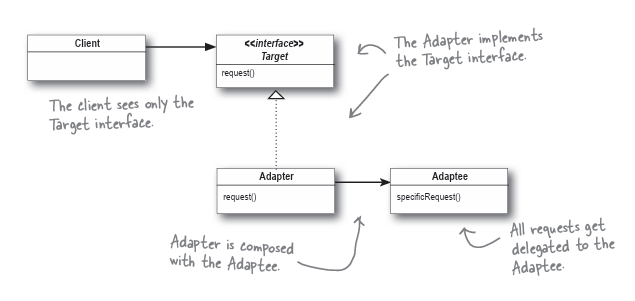 Client
<<interface>>
Target
request()
The Adapter implements
the Target interface.
The client sees only the
Target interface.
Adapter
request()
Adaptee
specificRequest()
Adapter is composed
with the Adaptee.
All requests get
delegated to the
Adaptee.